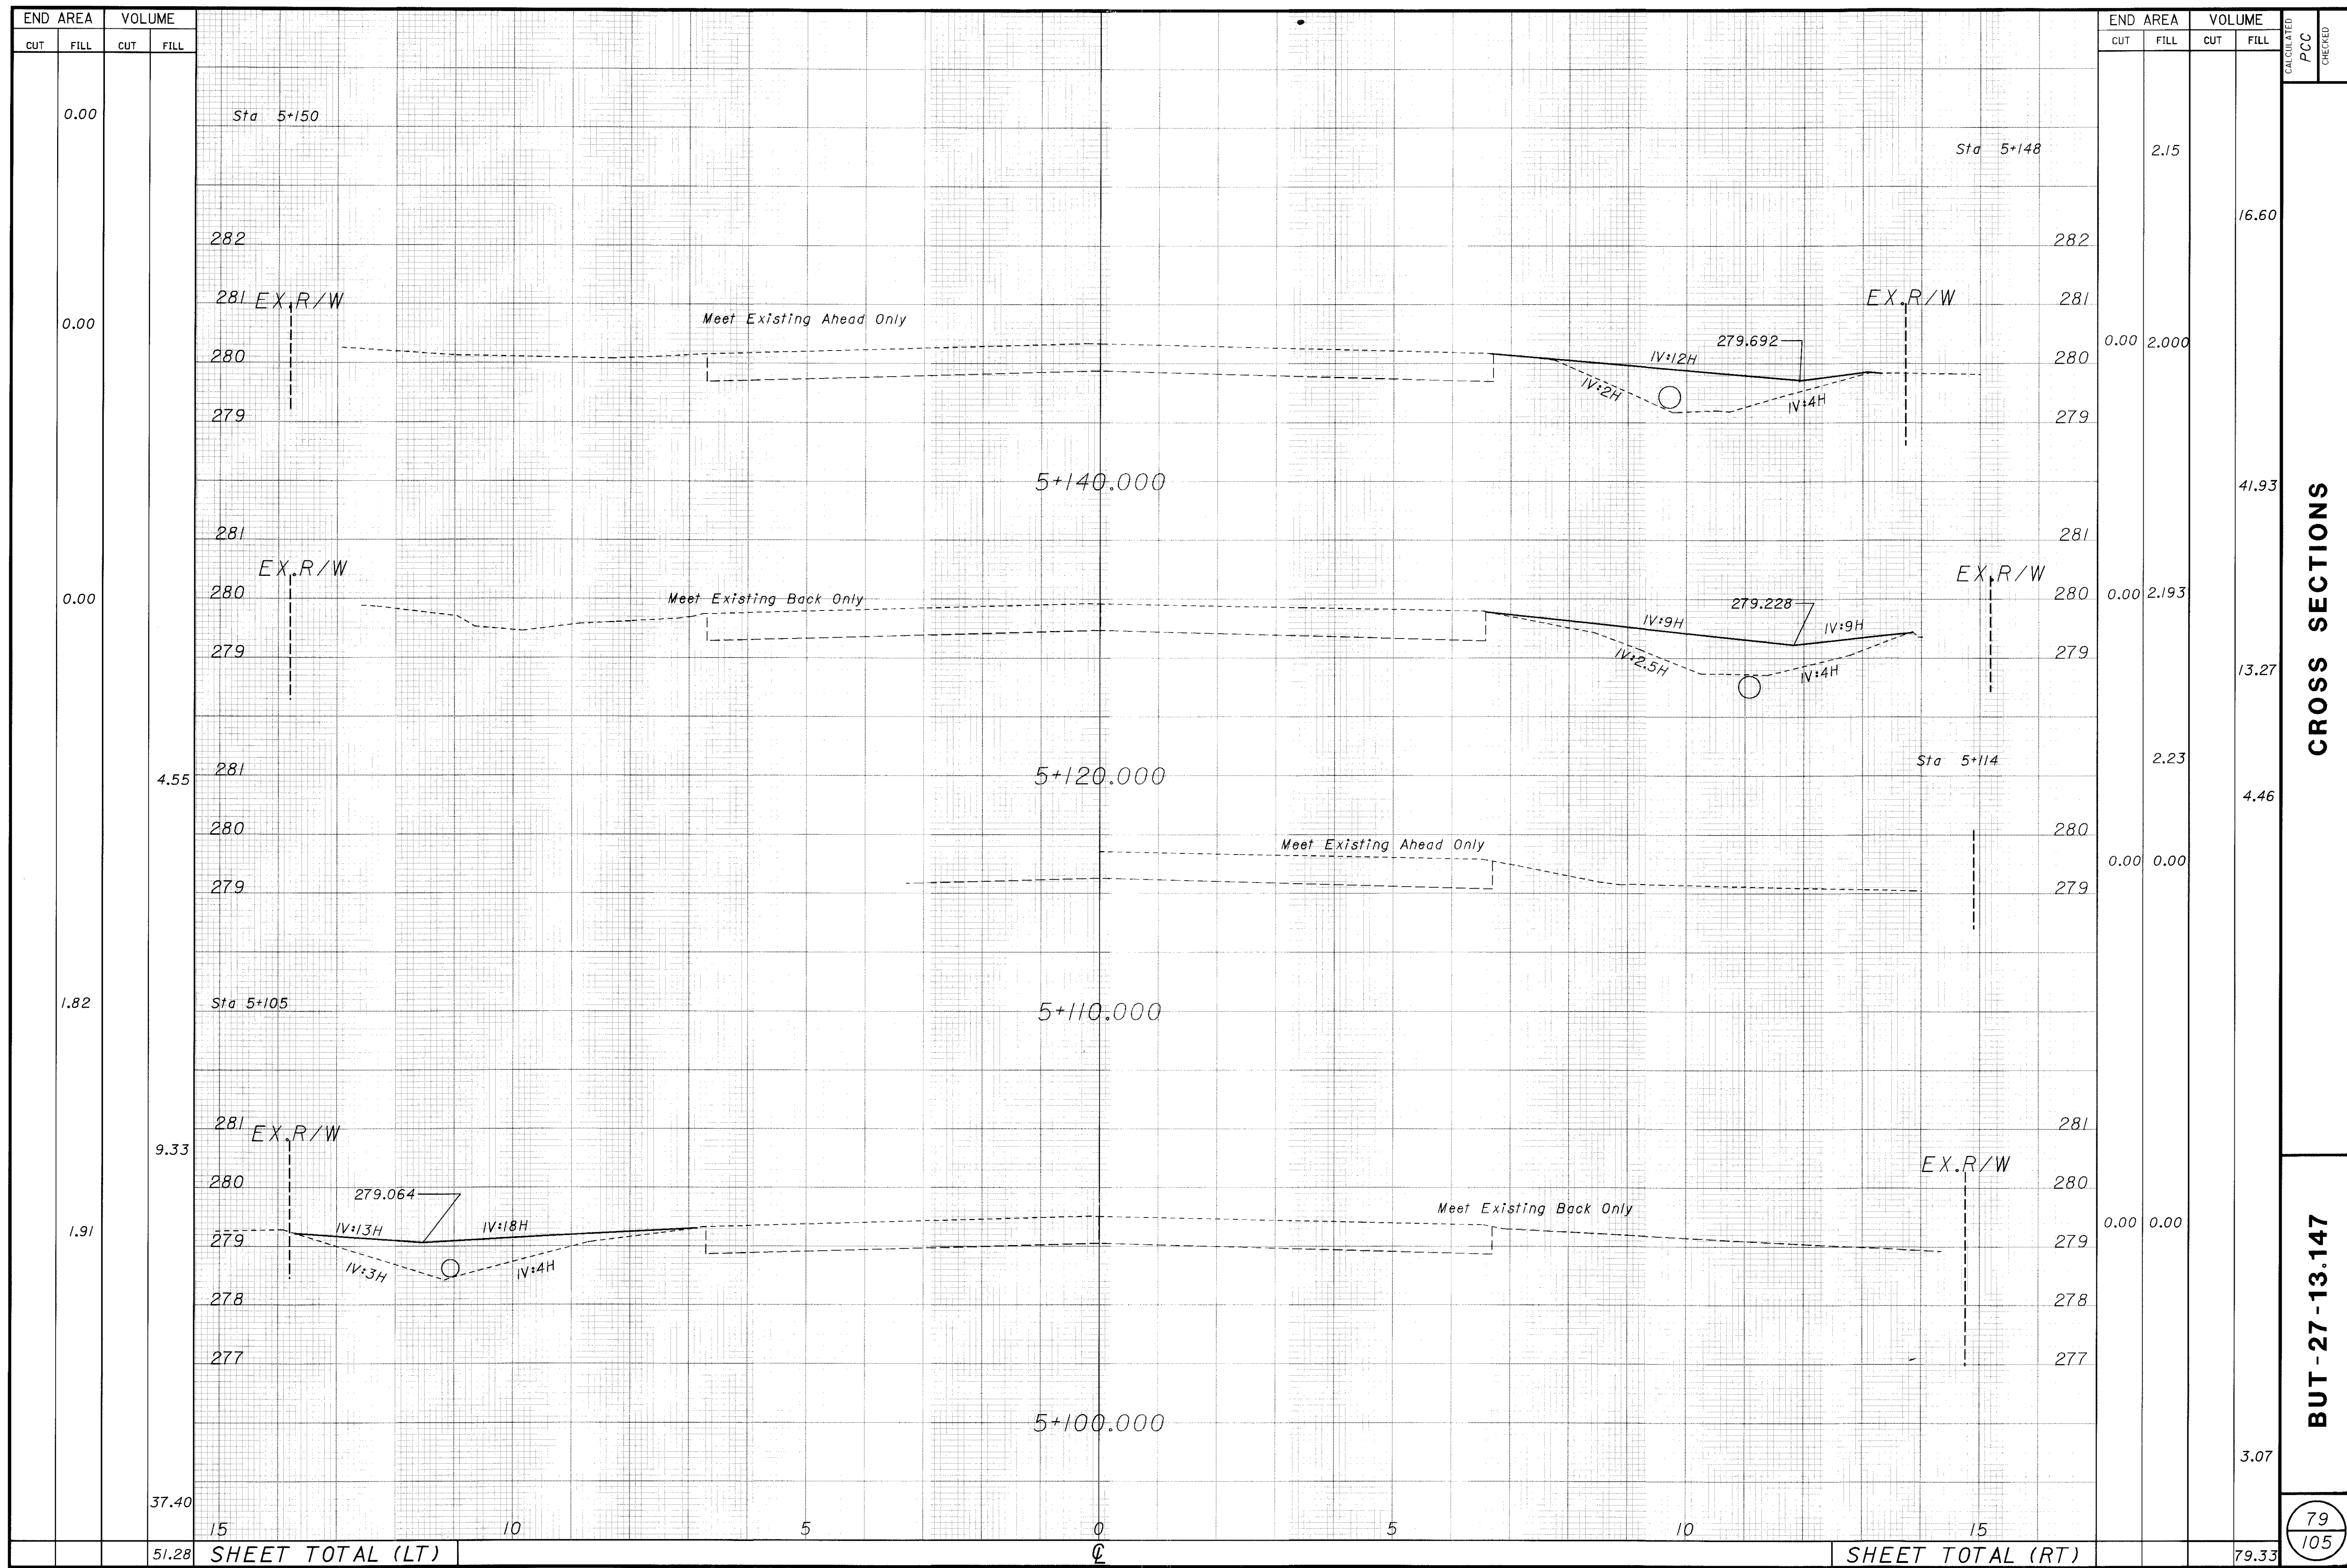 END AREA VOLUME
CUT FILL CUT FILL
END AREA VOLUME
CUT FILL CUT FILL
CALCULATED
PCC
CHECKED
0.00
Sta 5+150
Sta 5+148
2.15
16.60
282
282
281 EX.R/W
EX.R/W 281
0.00
Meet Existing Ahead Only
279.692
280
1V:12H
280
0.00 2.000
1V:2H
1V:4H
279
279
5+140.000
41.93
281
281
EX.R/W
EX.R/W
0.00
280
Meet Existing Back Only
279.228
280
0.00 2.193
1V:9H
1V:9H
279
279
1V:2.5H
1V:4H
13.27
Sta 5+114
2.23
4.55
281
5+120.000
4.46
280
280
Meet Existing Ahead Only
0.00 0.00
279
279
1.82
Sta 5+105
5+110.000
281
281
EX.R/W
9.33
EX.R/W
280
280
279.064
Meet Existing Back Only
1V:13H
1V:18H
0.00 0.00
1.91
279
279
1V:3H
1V:4H
278
278
277
277
5+100.000
3.07
37.40
15 10 5 0 5 10 15
51.28 SHEET TOTAL (LT)
℄
SHEET TOTAL (RT) 79.33
CROSS SECTIONS
BUT-27-13.147
79
105